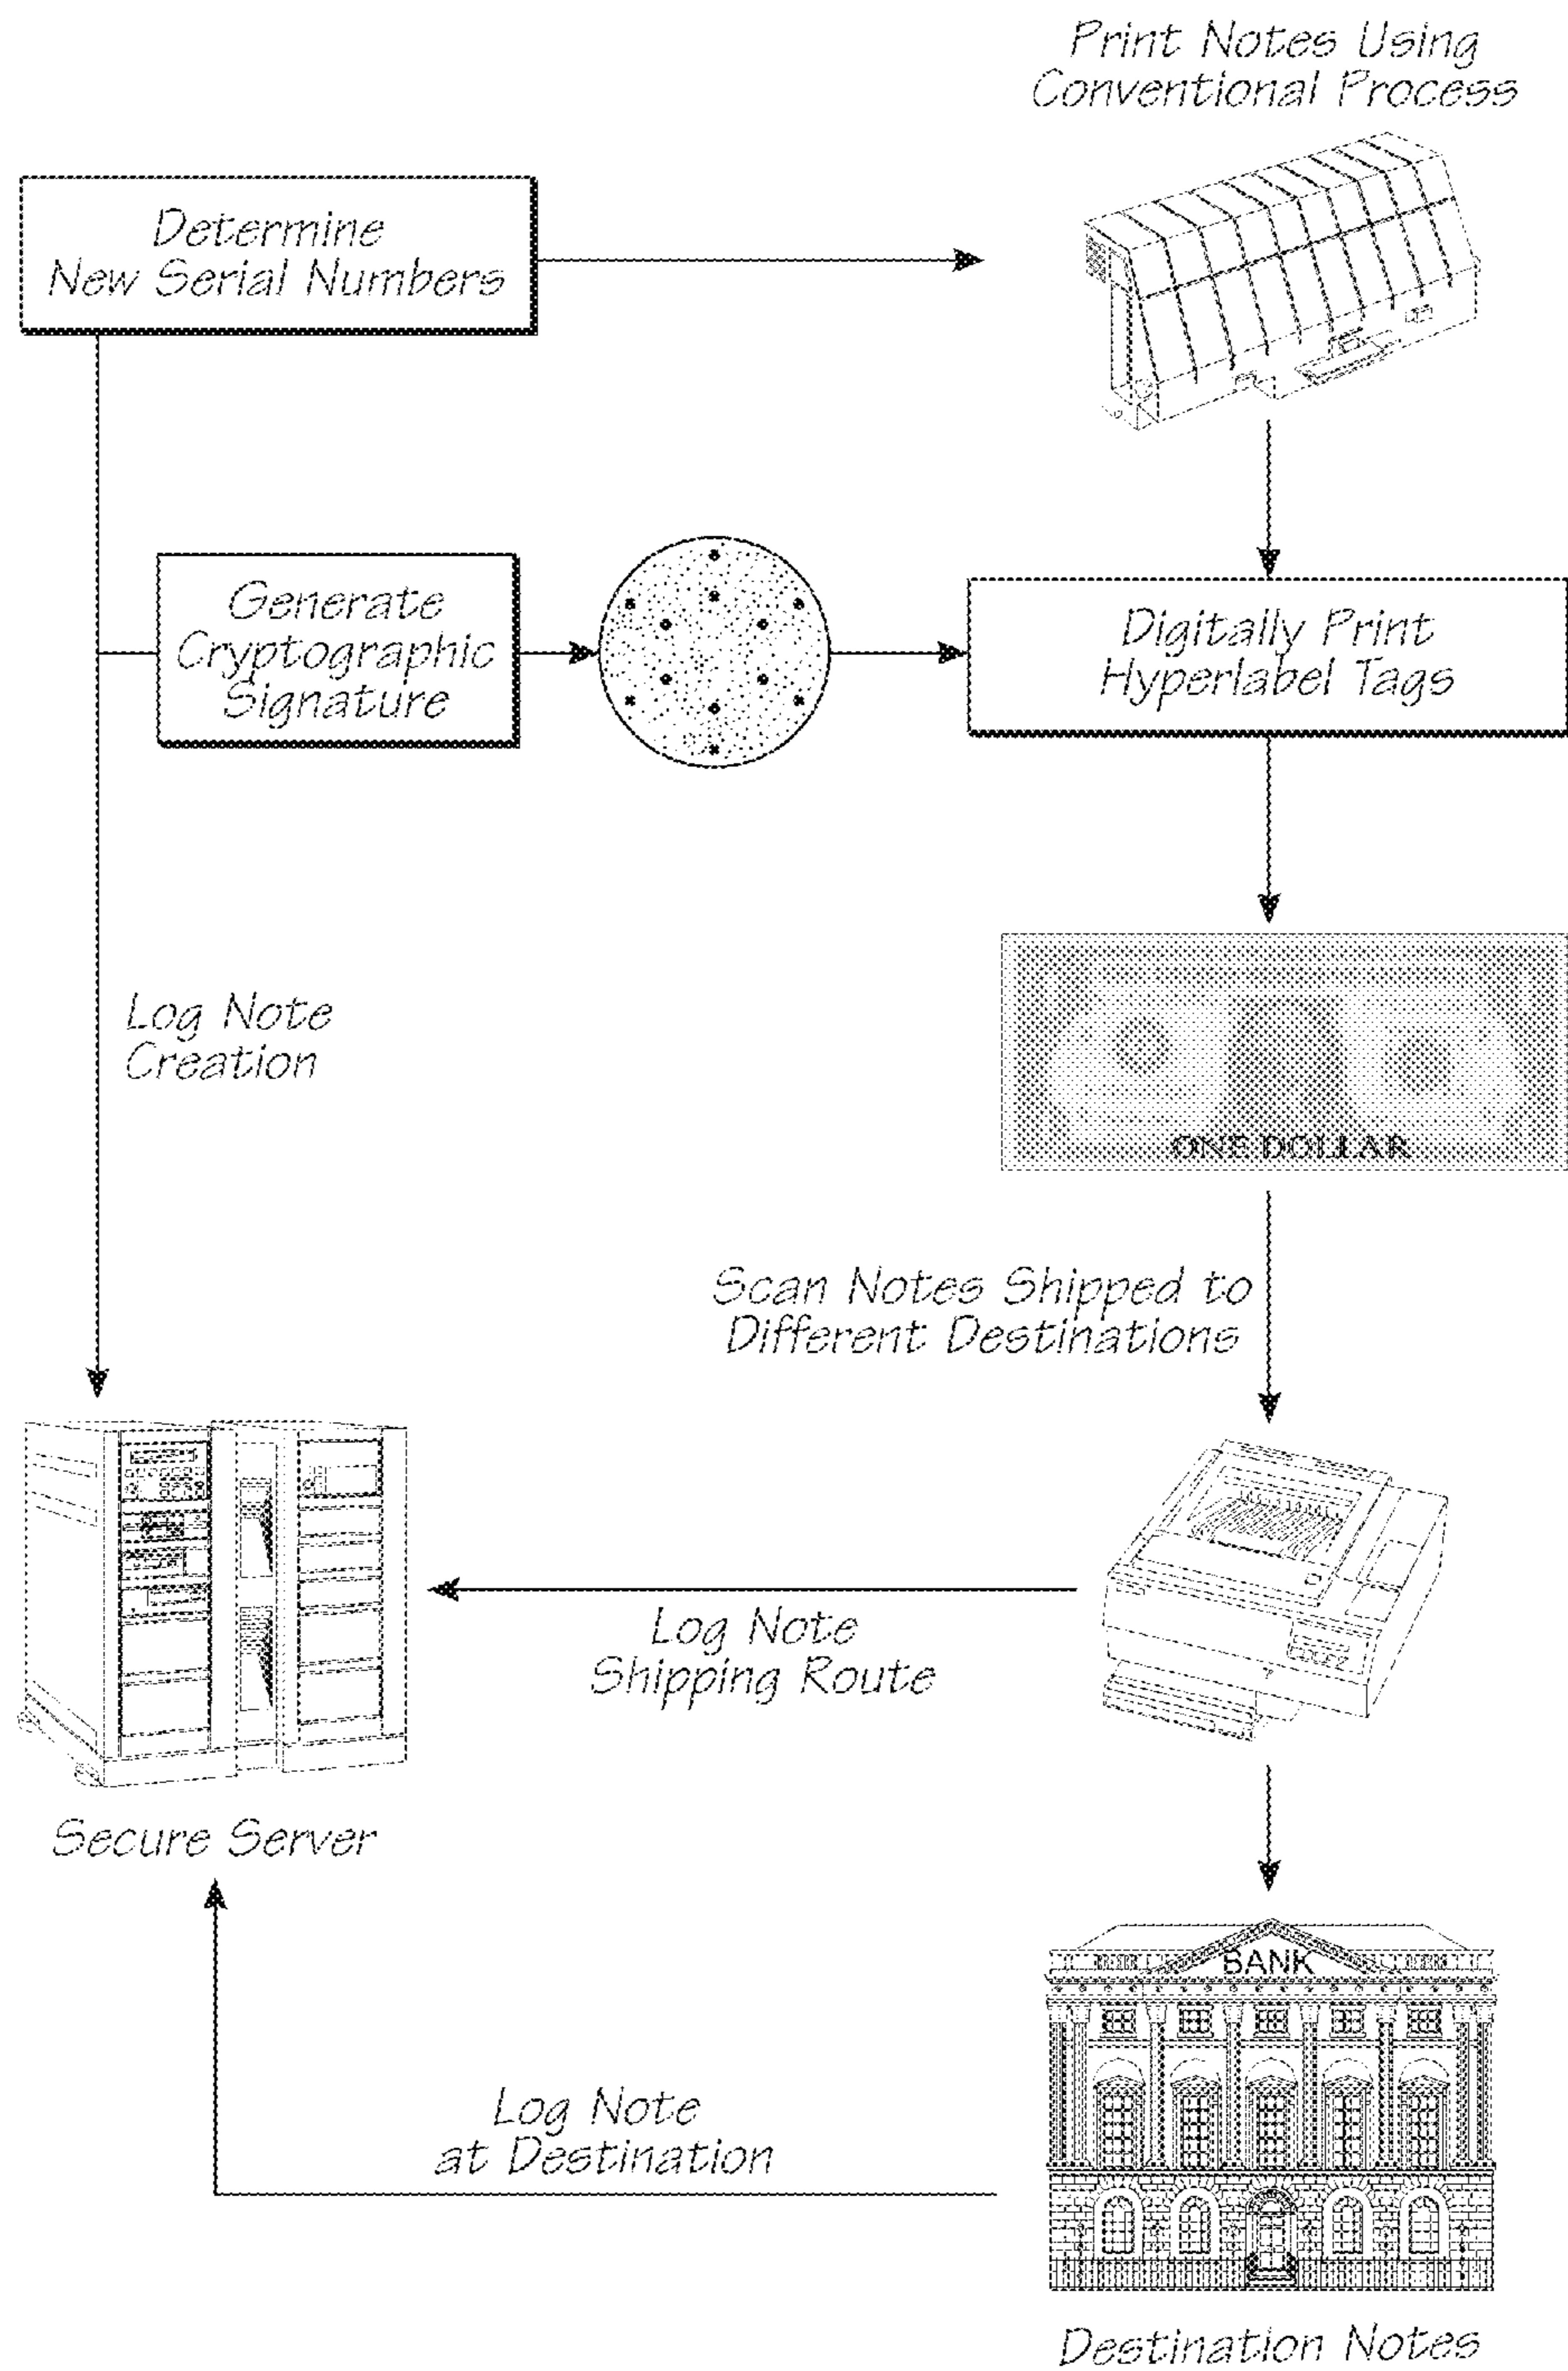 Print Notes Using
Conventional Process
Determine
New Serial Numbers
Generate
Cryptographic
Signature
Digitally Print
Hyperlabel Tags
Log Note
Creation
ONE DOLLAR
Scan Notes Shipped to
Different Destinations
Log Note
Shipping Route
Secure Server
BANK
Log Note
at Destination
Destination Notes